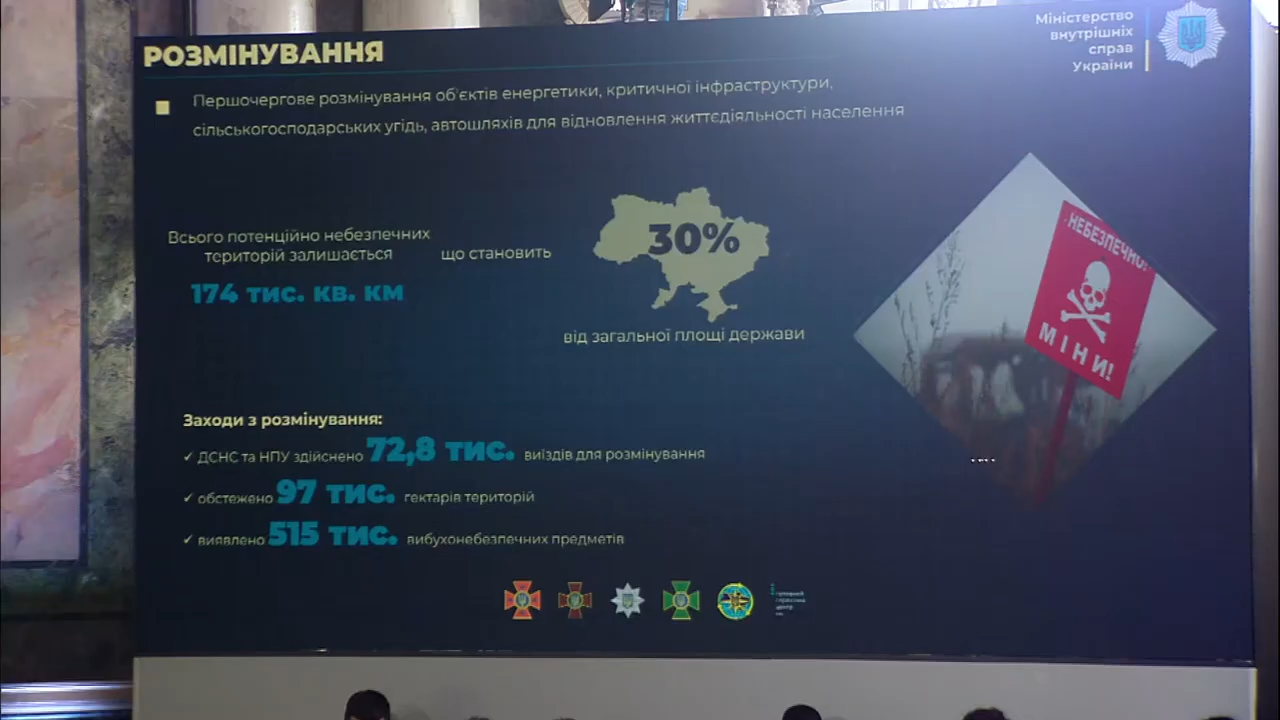 РОЗМІНУВАННЯ
Міністерство
внутрішніх
справ
України
Першочергове розмінування об'єктів енергетики, критичної інфраструктури,
сільськогосподарських угідь, автошляхів для відновлення життєдіяльності населення
Всього потенційно небезпечних
територій залишається
174 тис. кв. км
що становить
30%
від загальної площі держави
НЕБЕЗПЕЧНО!
МІНИ!
Заходи з розмінування:
✓ ДСНС та НПУ здійснено 72,8 тис. виїздів для розмінування
✓ обстежено 97 тис. гектарів територій
✓ виявлено 515 тис. вибухонебезпечних предметів